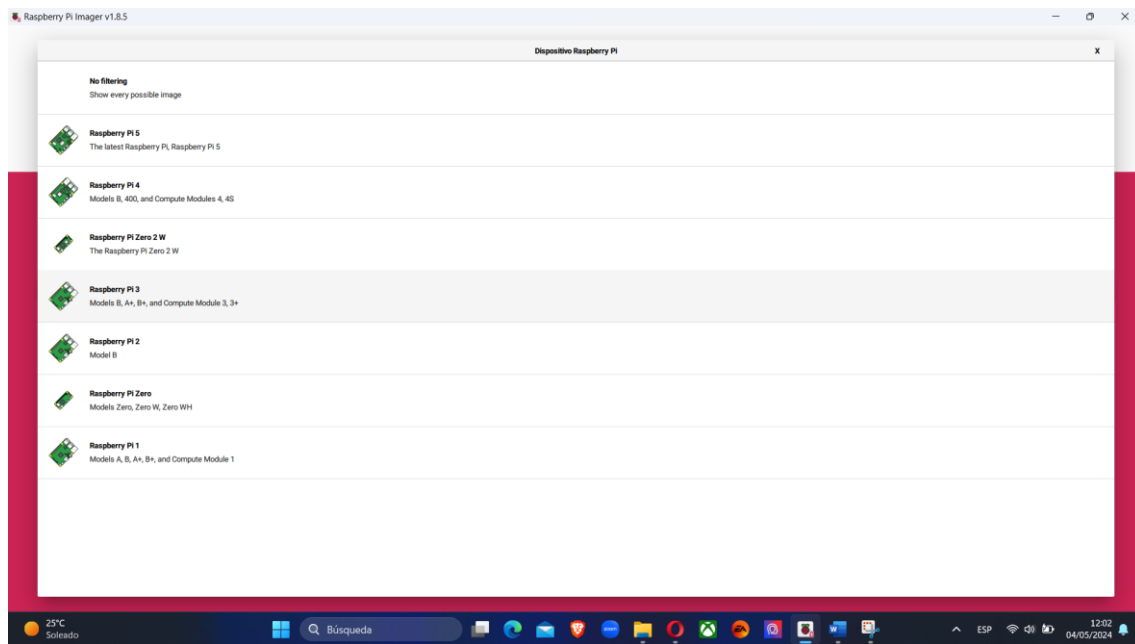 Raspberry Pi Imager v1.8.5
Dispositivo Raspberry Pi
X
No filtering
Show every possible image
Raspberry Pi 5
The latest Raspberry Pi, Raspberry Pi 5
Raspberry Pi 4
Models B, 400, and Compute Modules 4, 4S
Raspberry Pi Zero 2 W
The Raspberry Pi Zero 2 W
Raspberry Pi 3
Models B, A+, B+, and Compute Module 3, 3+
Raspberry Pi 2
Model B
Raspberry Pi Zero
Models Zero, Zero W, Zero WH
Raspberry Pi 1
Models A, B, A+, B+, and Compute Module 1
25°C
Soleado
Búsqueda
zoom
EA
W
ESP
12:02
04/05/2024